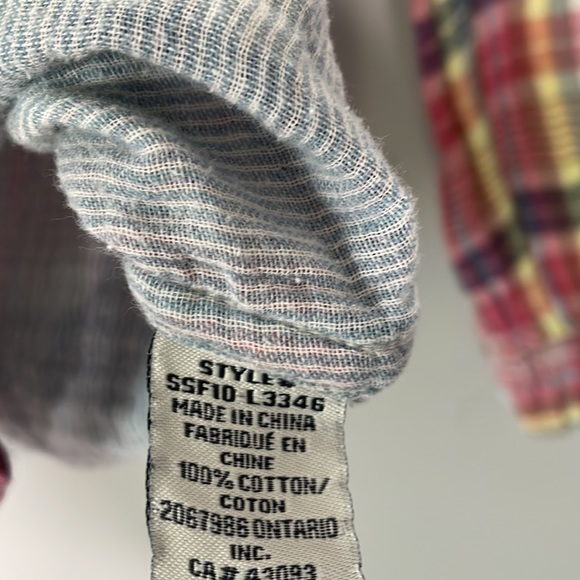 STYLE#
SSF10 L3346
MADE IN CHINA
FABRIQUÉ EN
CHINE
100% COTTON/
COTON
2067986 ONTARIO
INC.
CA# 43093